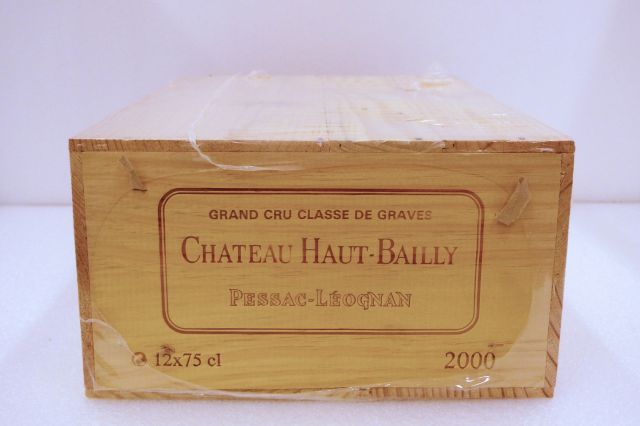 GRAND CRU CLASSE DE GRAVES
CHATEAU HAUT-BAILLY
PESSAC-LÉOGNAN
12x75 cl
2000